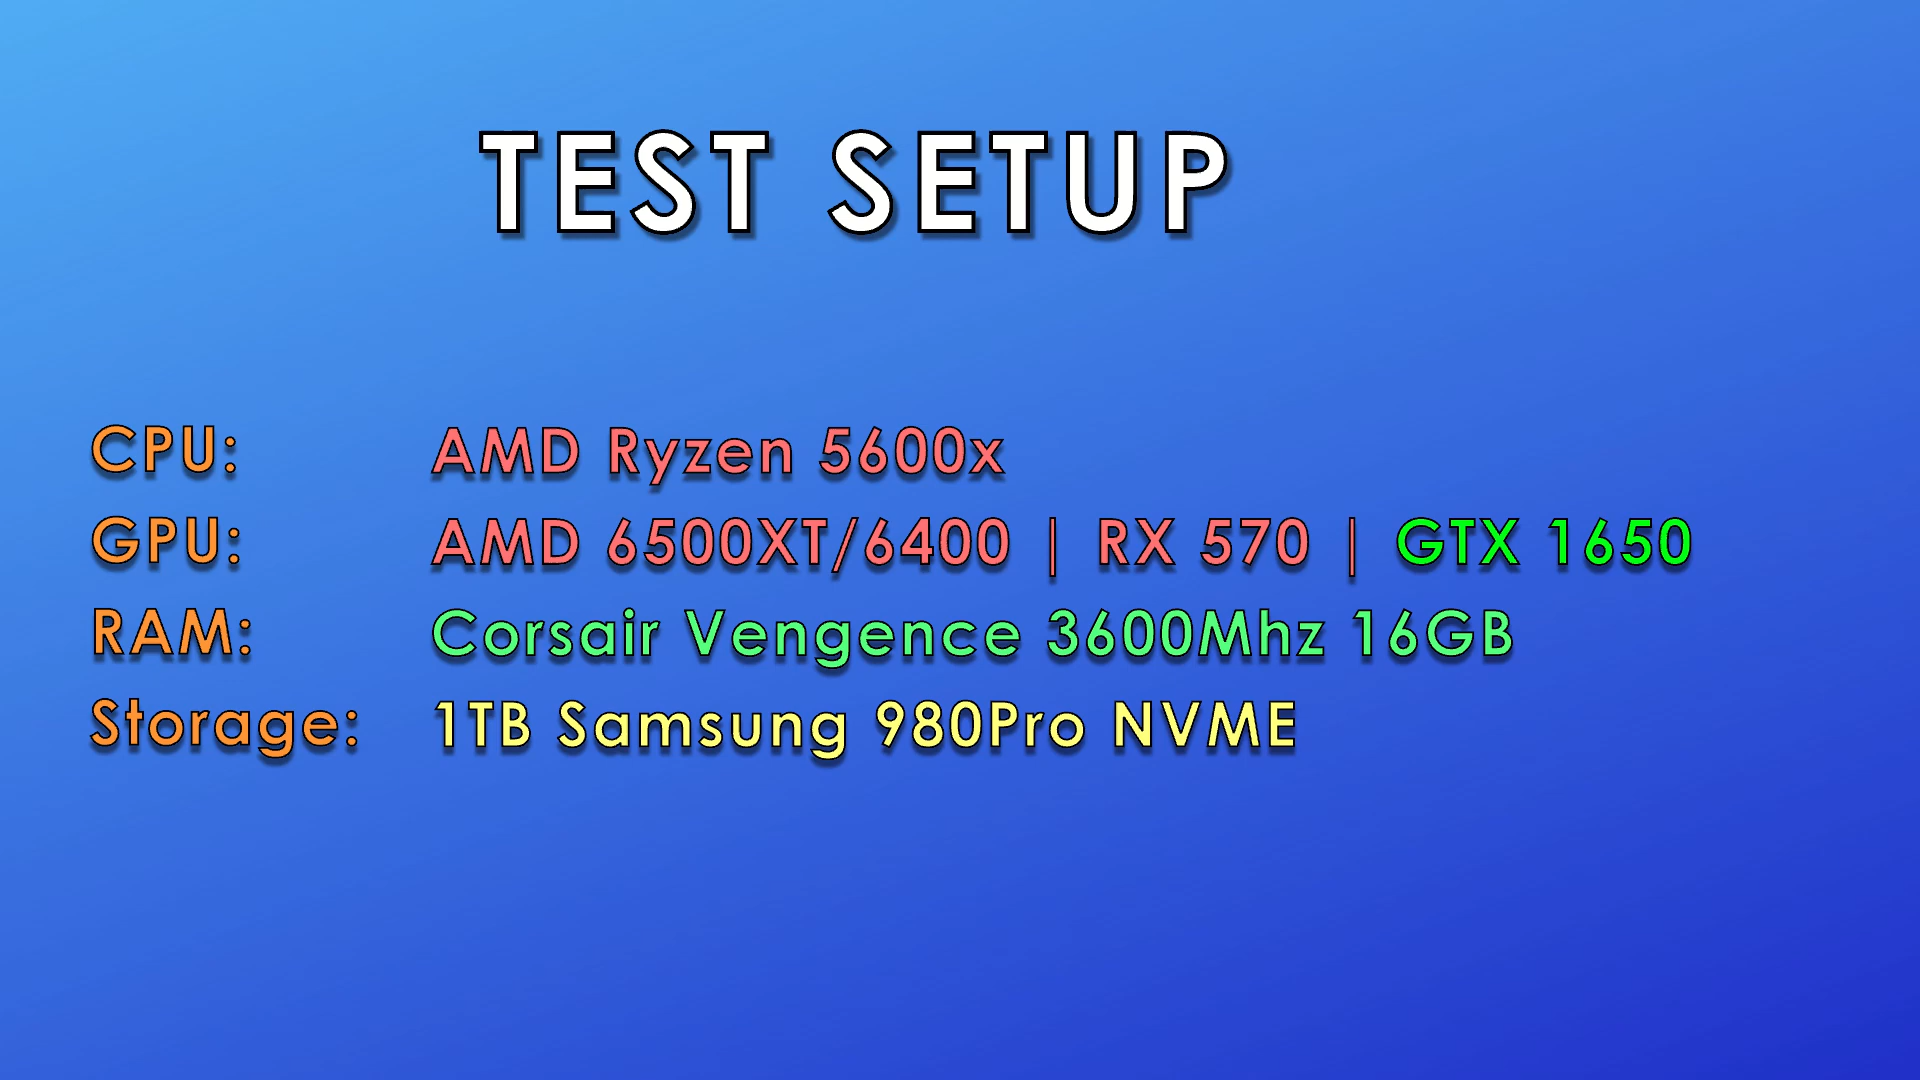 TEST SETUP
CPU: AMD Ryzen 5600x
GPU: AMD 6500XT/6400 | RX 570 | GTX 1650
RAM: Corsair Vengence 3600Mhz 16GB
Storage: 1TB Samsung 980Pro NVME